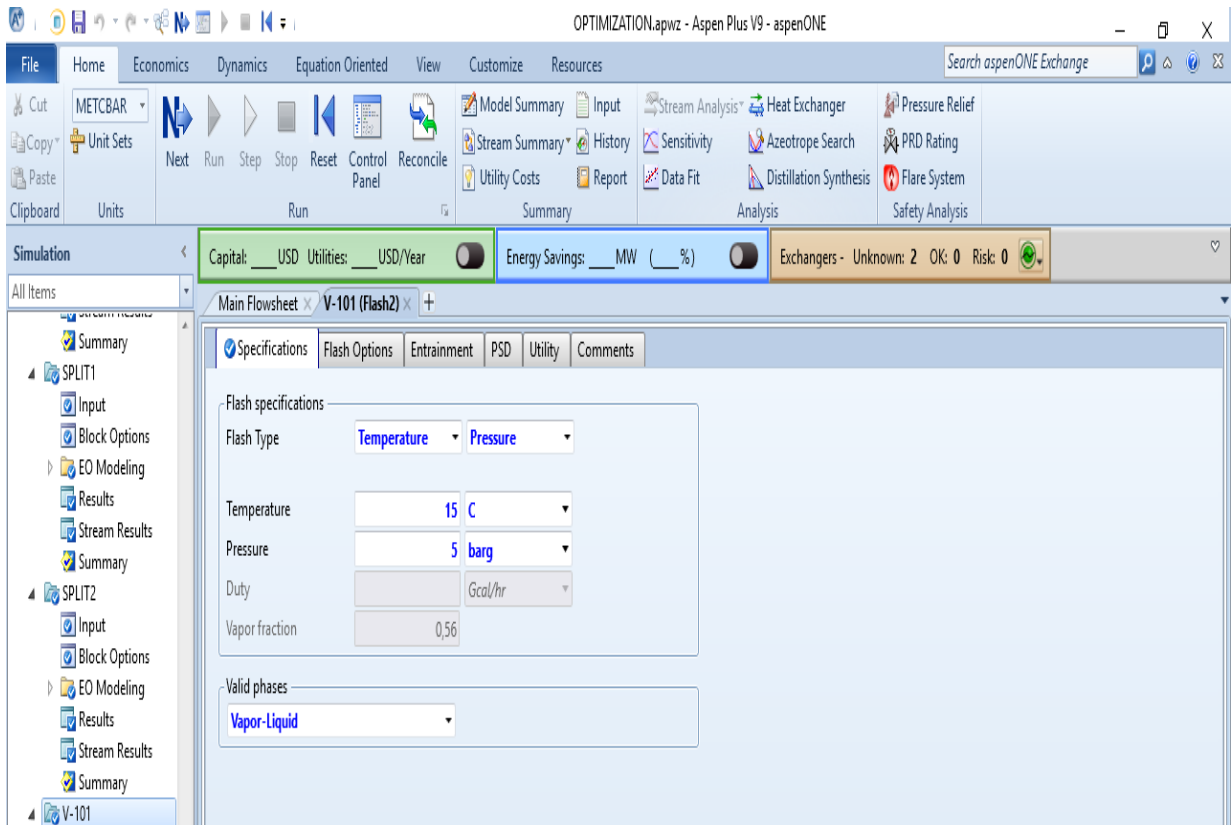 OPTIMIZATION.apwz - Aspen Plus V9 - aspenONE
File Home Economics Dynamics Equation Oriented View Customize Resources Search aspenONE Exchange
Cut METCBAR Model Summary Input Stream Analysis Heat Exchanger Pressure Relief
Copy Unit Sets Next Run Step Stop Reset Control Panel Reconcile Stream Summary History Sensitivity Azeotrope Search PRD Rating
Paste Utility Costs Report Data Fit Distillation Synthesis Flare System
Clipboard Units Run Summary Analysis Safety Analysis
Simulation Capital: ____USD Utilities: ____USD/Year Energy Savings: ____MW (____%) Exchangers - Unknown: 2 OK: 0 Risk: 0
All Items Main Flowsheet V-101 (Flash2) +
Stream Results
Summary
SPLIT1
Input
Block Options
EO Modeling
Results
Stream Results
Summary
SPLIT2
Input
Block Options
EO Modeling
Results
Stream Results
Summary
V-101
Specifications Flash Options Entrainment PSD Utility Comments
Flash specifications
Flash Type Temperature Pressure
Temperature 15 C
Pressure 5 barg
Duty Gcal/hr
Vapor fraction 0,56
Valid phases
Vapor-Liquid